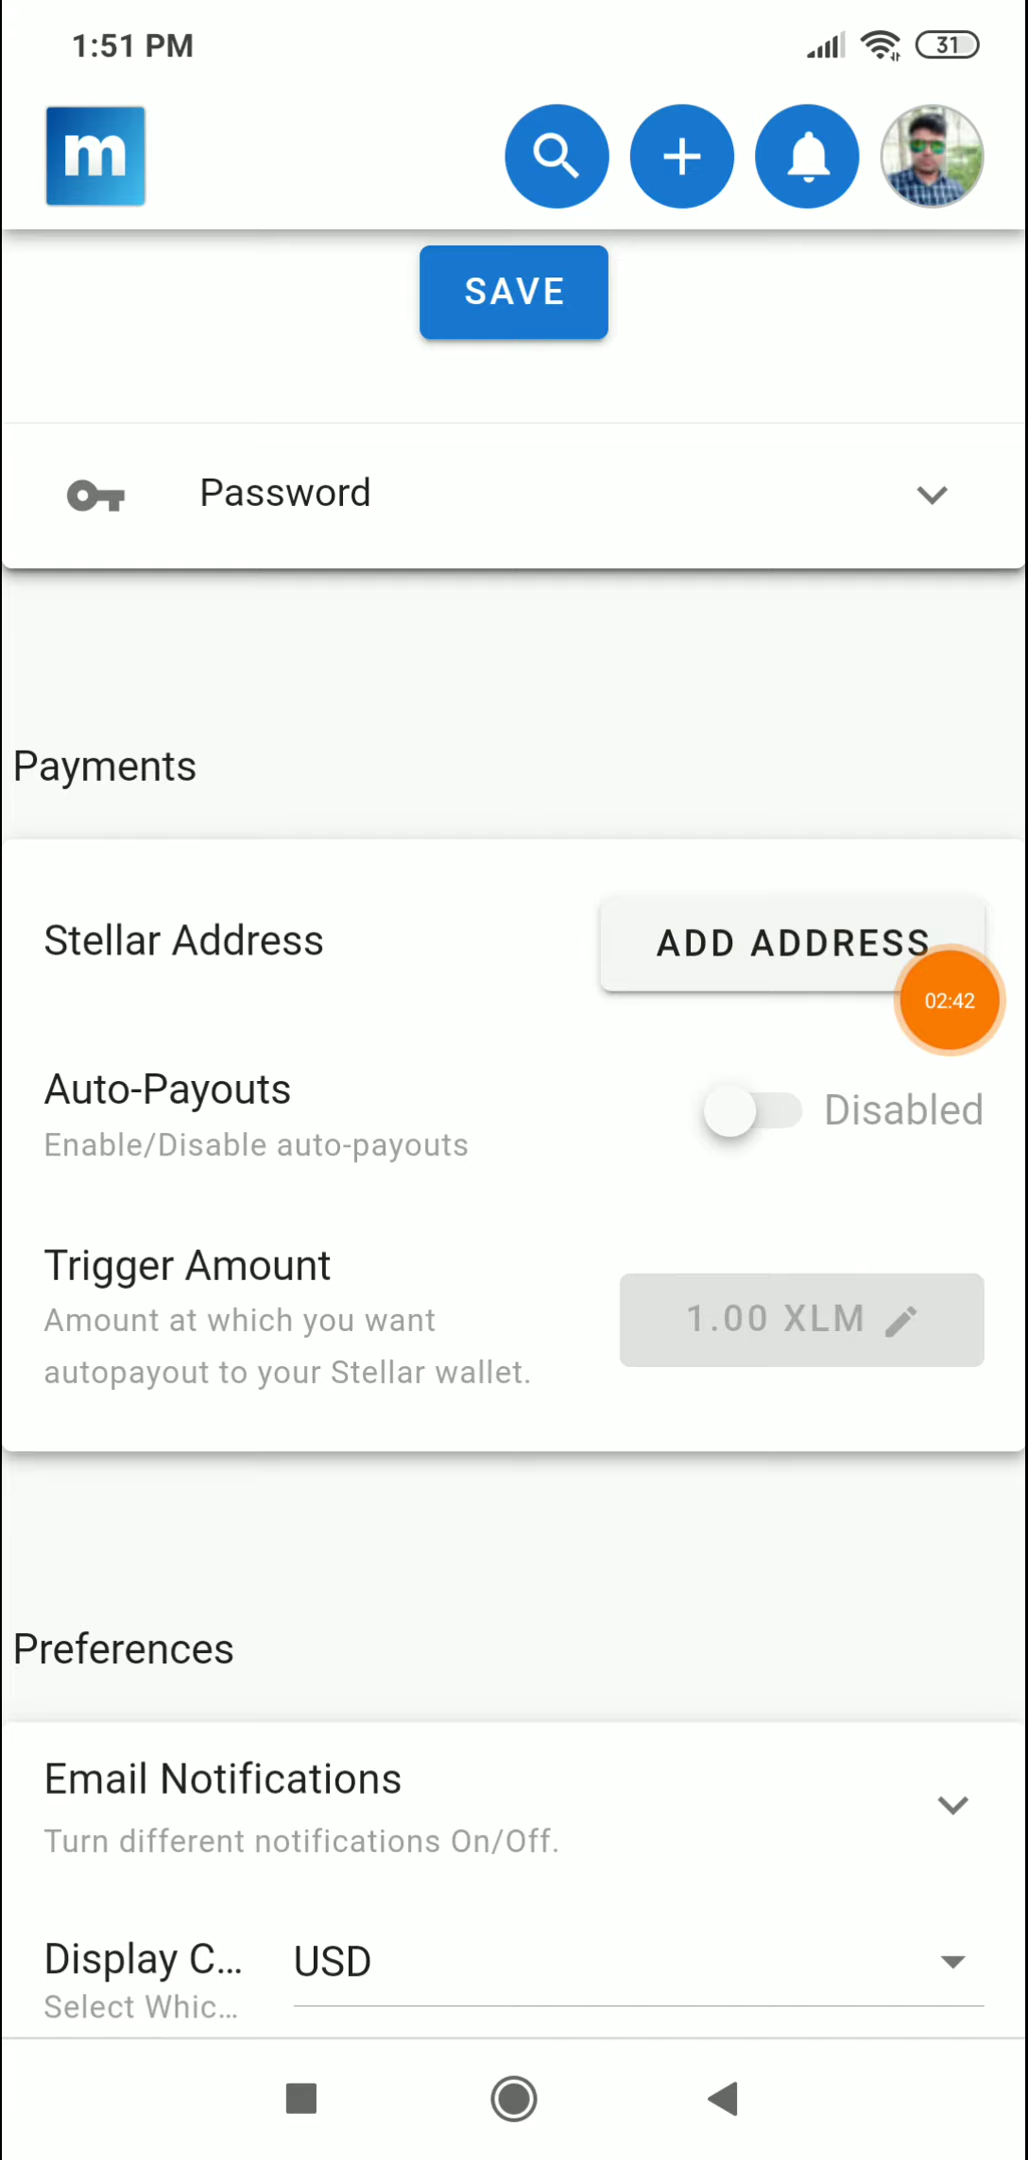 1:51 PM
31
m
SAVE
Password
Payments
Stellar Address
ADD ADDRESS
02:42
Auto-Payouts
Disabled
Enable/Disable auto-payouts
Trigger Amount
1.00 XLM
Amount at which you want
autopayout to your Stellar wallet.
Preferences
Email Notifications
Turn different notifications On/Off.
Display C...
USD
Select Whic...